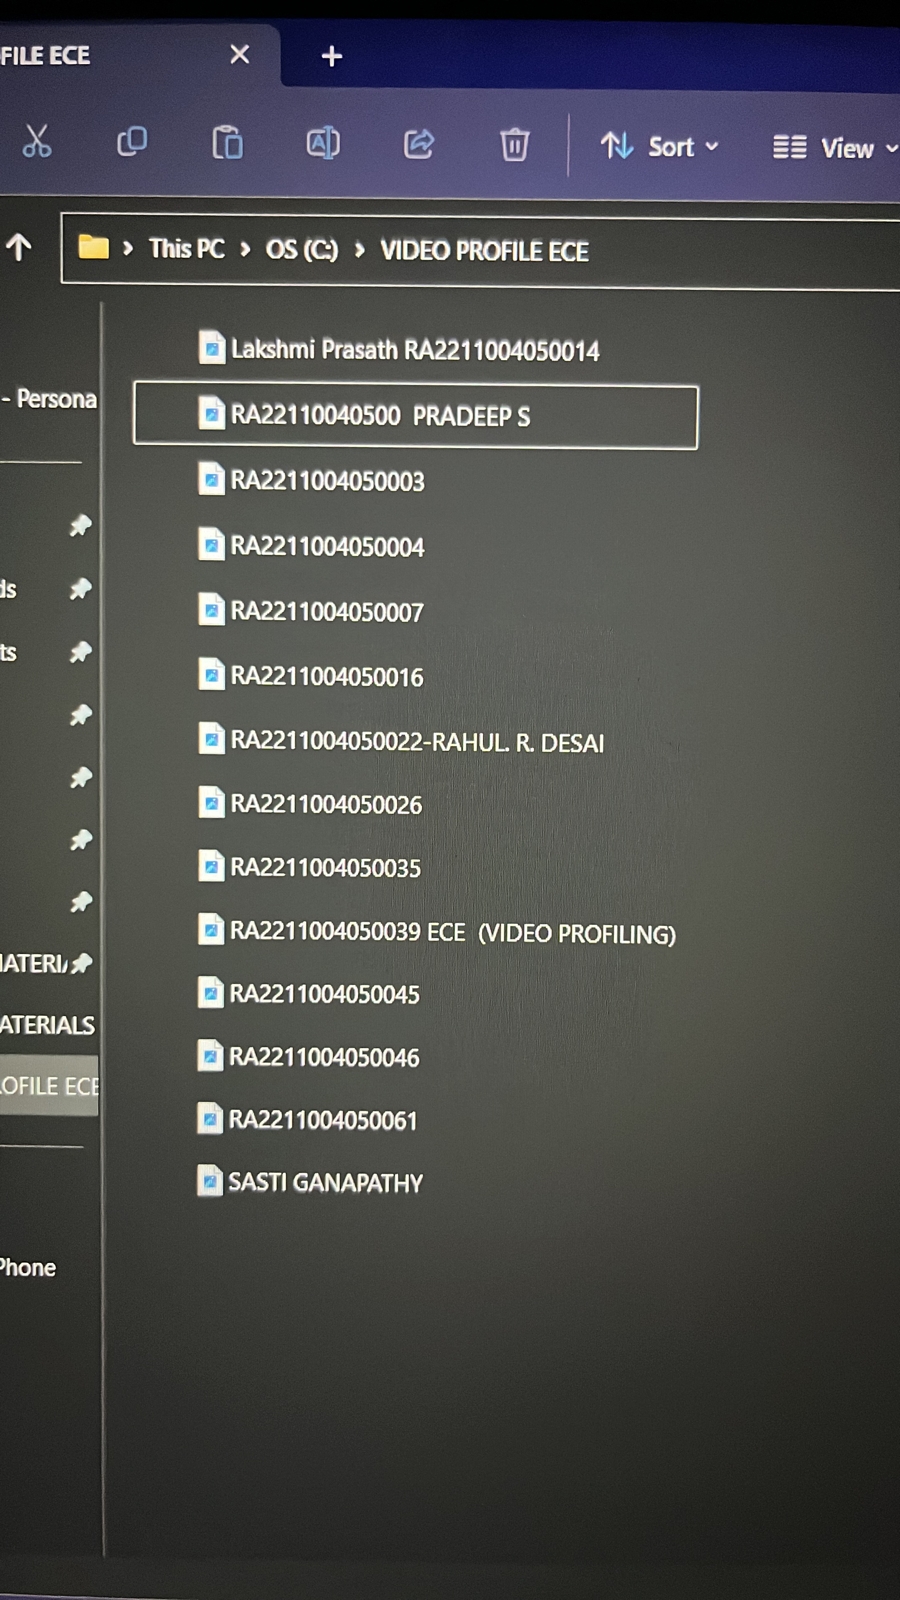 FILE ECE
Sort
View
This PC > OS (C:) > VIDEO PROFILE ECE
Lakshmi Prasath RA2211004050014
- Persona
RA22110040500 PRADEEP S
RA2211004050003
RA2211004050004
ds
RA2211004050007
ts
RA2211004050016
RA2211004050022-RAHUL. R. DESAI
RA2211004050026
RA2211004050035
RA2211004050039 ECE (VIDEO PROFILING)
IATERI
RA2211004050045
ATERIALS
RA2211004050046
OFILE ECE
RA2211004050061
SASTI GANAPATHY
Phone